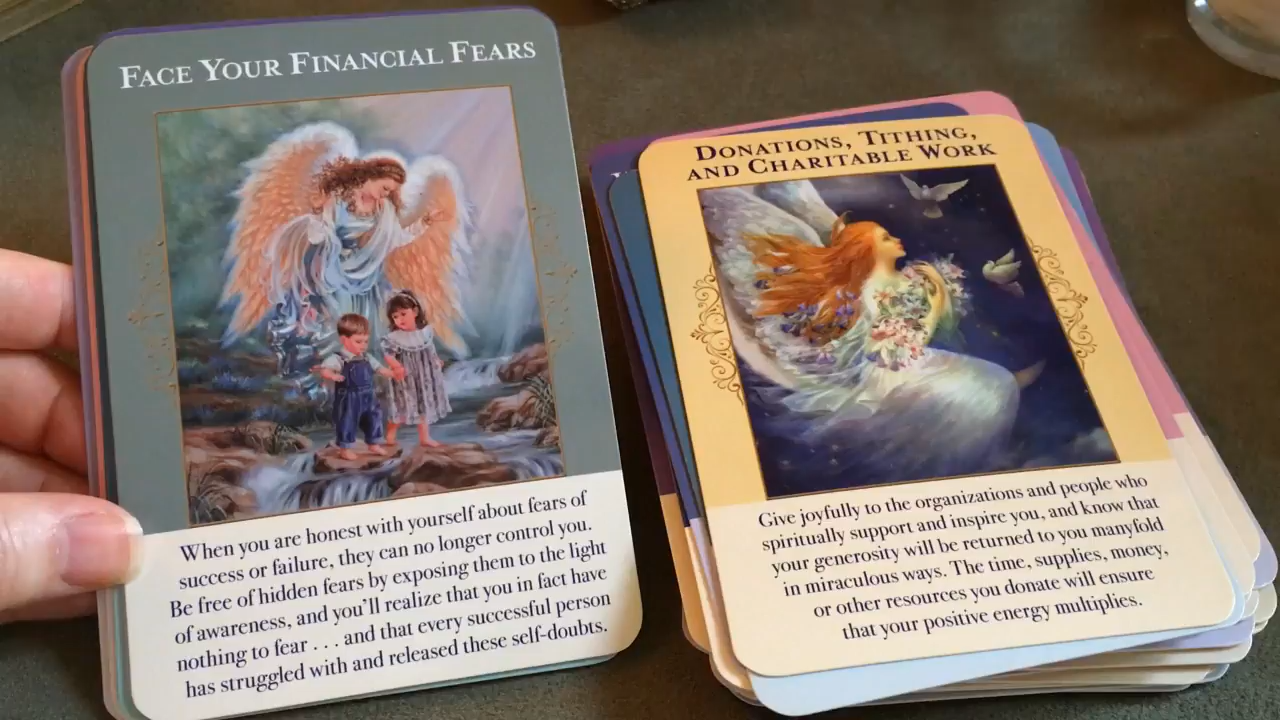 FACE YOUR FINANCIAL FEARS
When you are honest with yourself about fears of
success or failure, they can no longer control you.
Be free of hidden fears by exposing them to the light
of awareness, and you'll realize that you in fact have
nothing to fear . . . and that every successful person
has struggled with and released these self-doubts.
DONATIONS, TITHING,
AND CHARITABLE WORK
Give joyfully to the organizations and people who
spiritually support and inspire you, and know that
your generosity will be returned to you manyfold
in miraculous ways. The time, supplies, money,
or other resources you donate will ensure
that your positive energy multiplies.